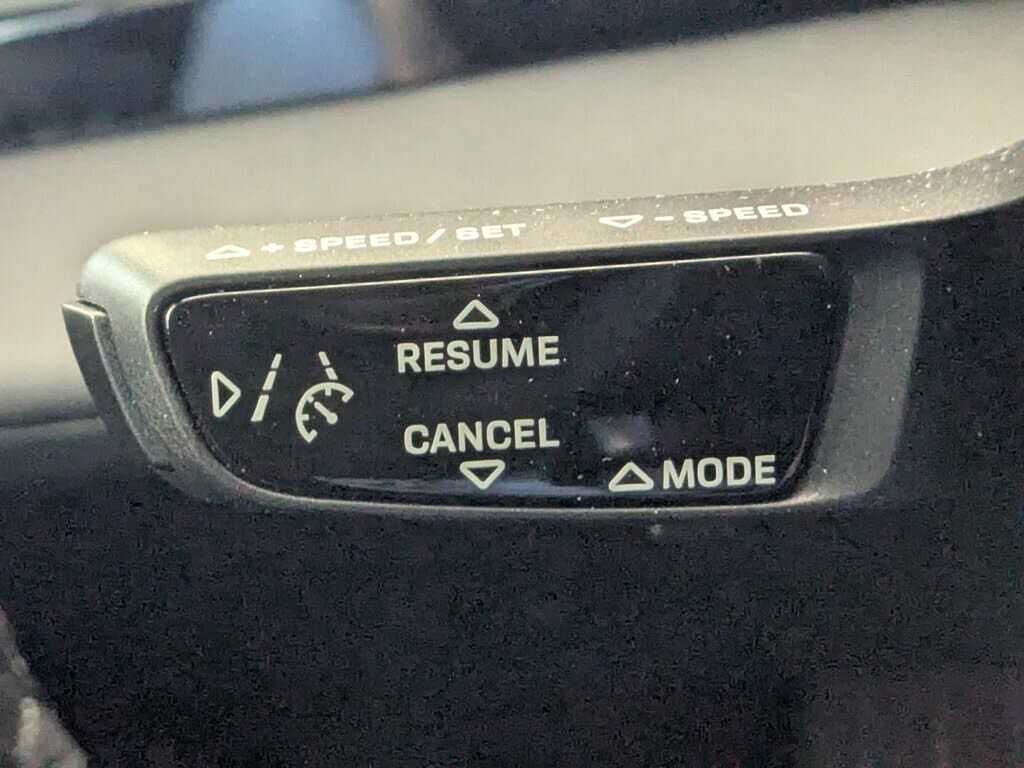 + SPEED / SET
- SPEED
RESUME
CANCEL
MODE